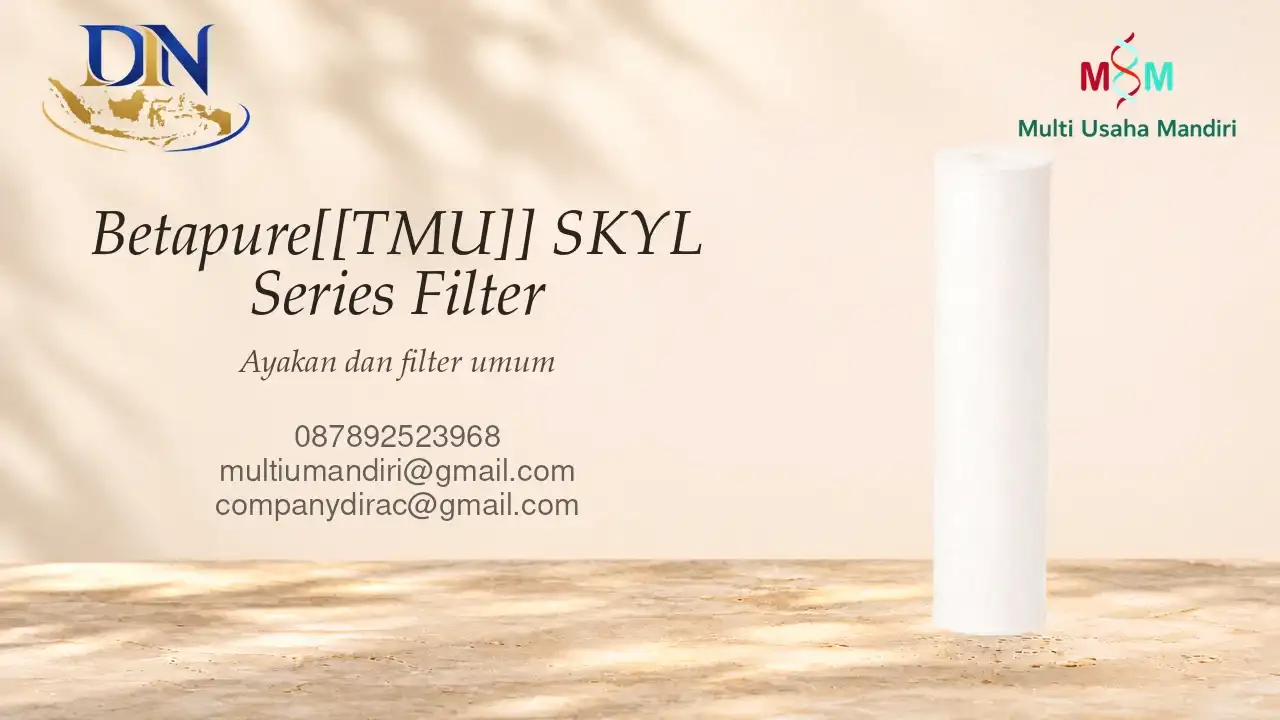 DIN
M M
Multi Usaha Mandiri
Betapure[[TMU]] SKYL
Series Filter
Ayakan dan filter umum
087892523968
multiumandiri@gmail.com
companydirac@gmail.com